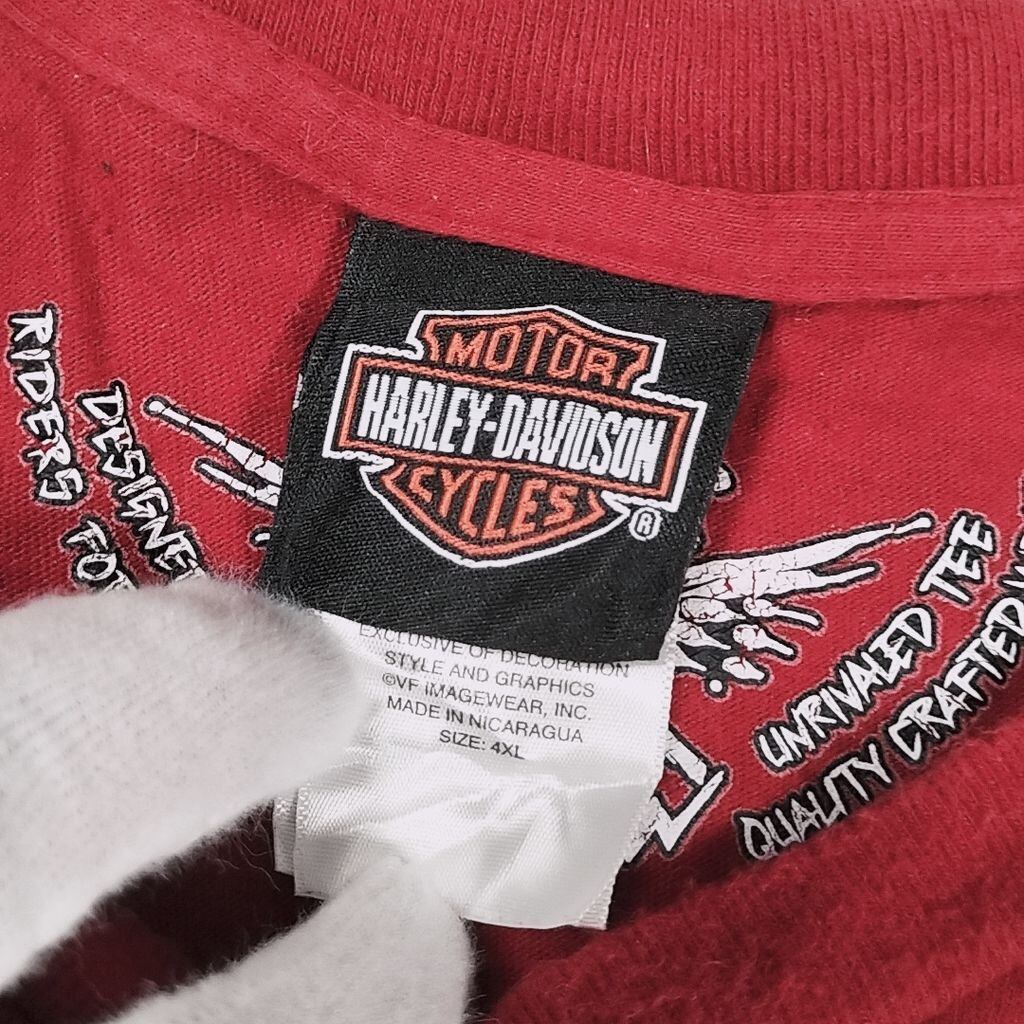 MOTOR
HARLEY-DAVIDSON
CYCLES
®
EXCLUSIVE OF DECORATION
STYLE AND GRAPHICS
©VF IMAGEWEAR, INC.
MADE IN NICARAGUA
SIZE: 4XL
RIDERS
UNRIVALED TEE
QUALITY CRAFTED